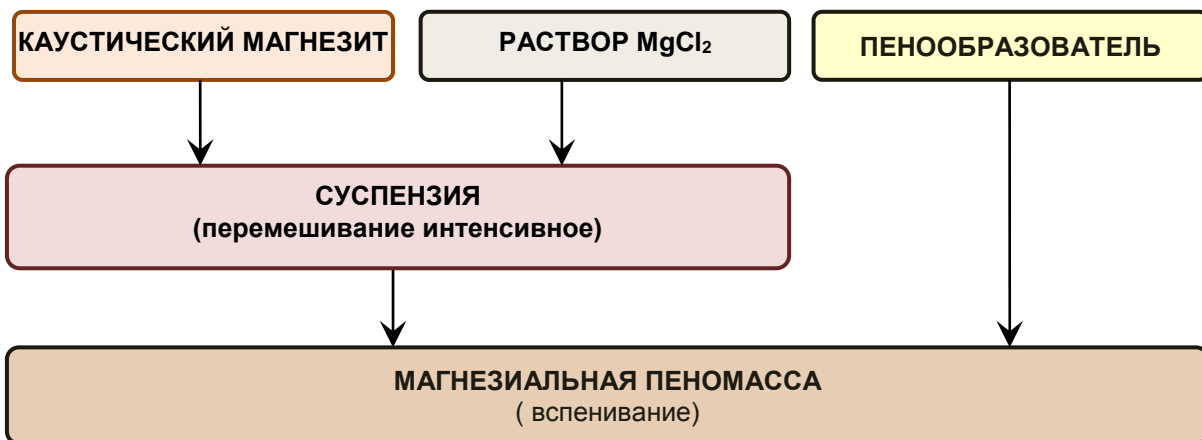 КАУСТИЧЕСКИЙ МАГНЕЗИТ
РАСТВОР MgCl₂
ПЕНООБРАЗОВАТЕЛЬ
СУСПЕНЗИЯ
(перемешивание интенсивное)
МАГНЕЗИАЛЬНАЯ ПЕНОМАССА
( вспенивание)